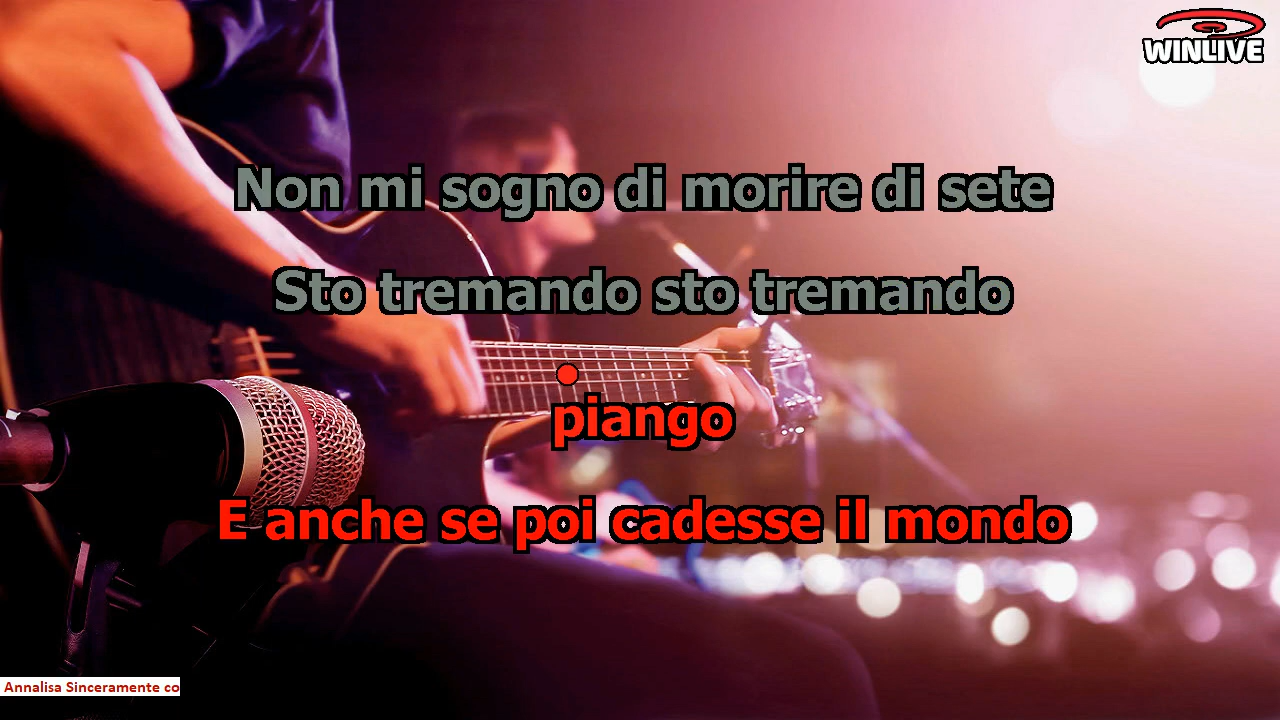 WINLIVE
Non mi sogno di morire di sete
Sto tremando sto tremando
piango
E anche se poi cadesse il mondo
Annalisa Sinceramente co